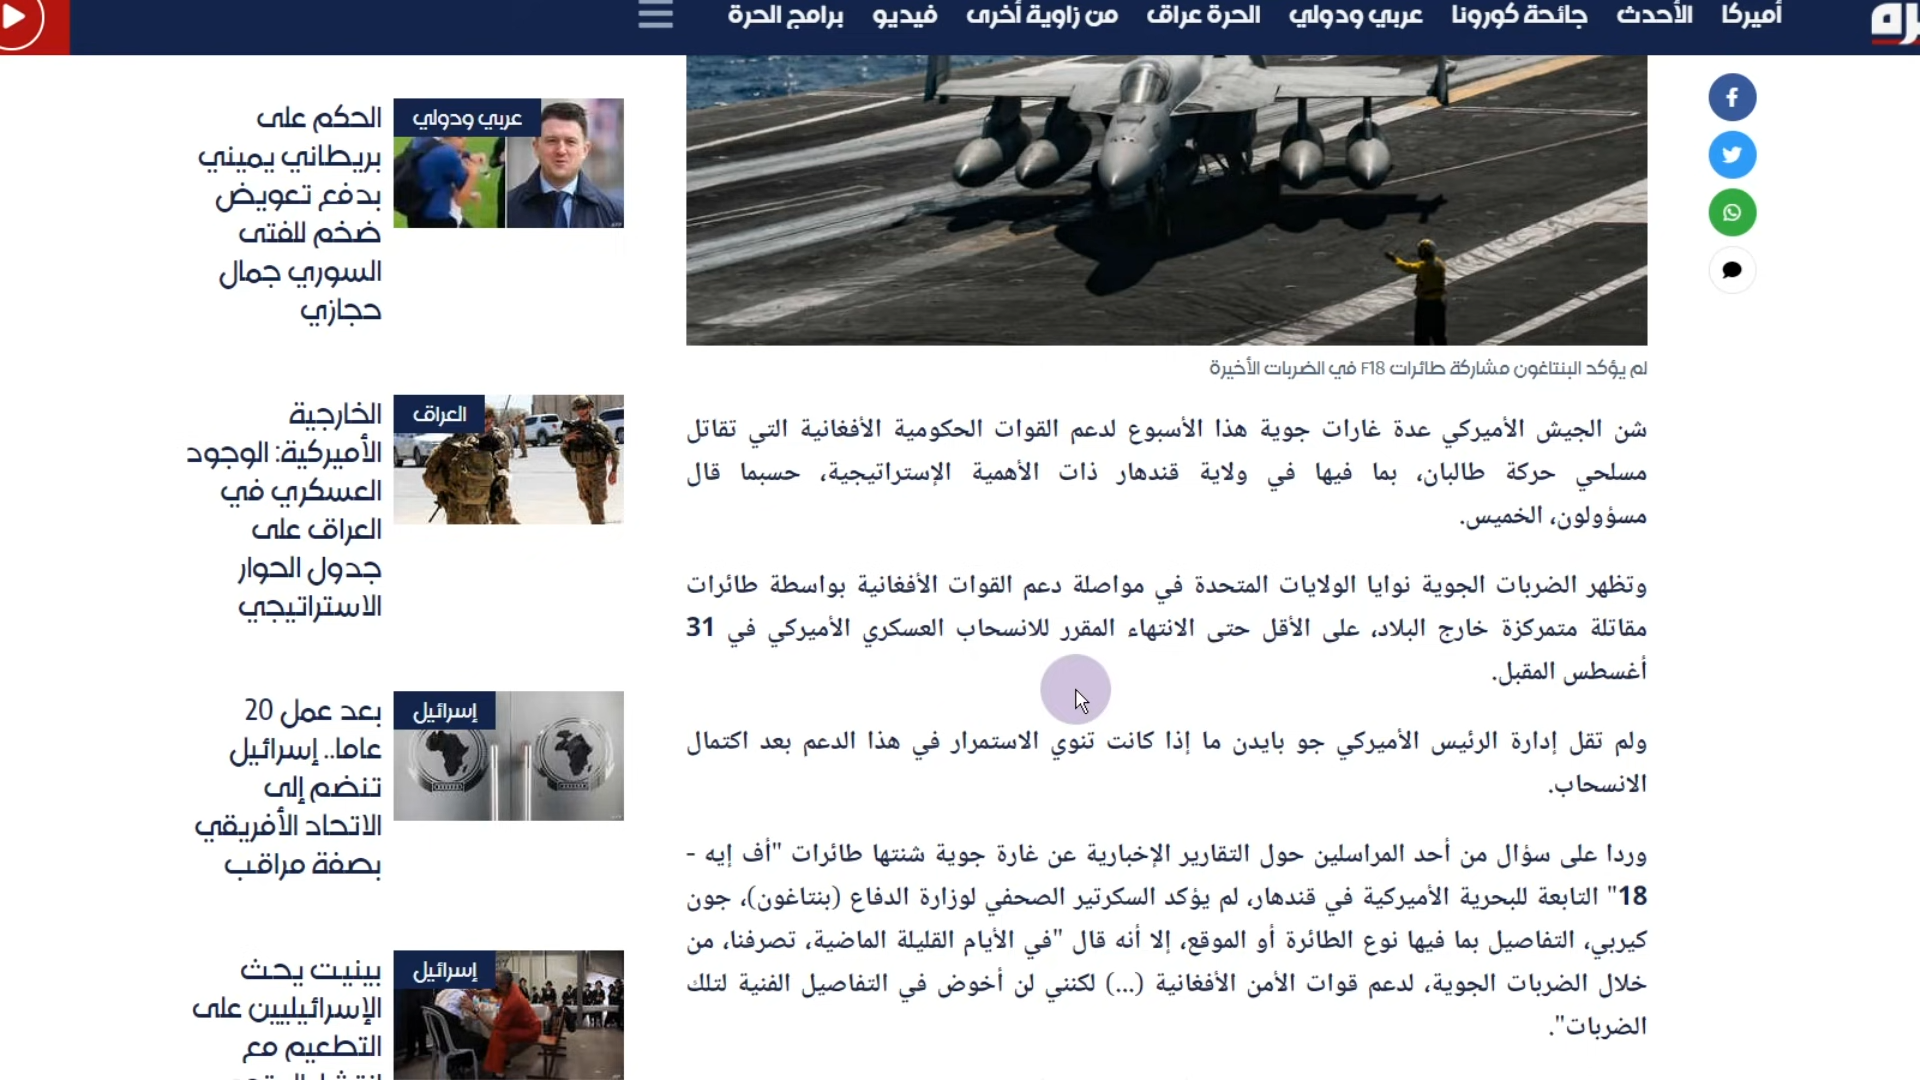 أميركا الأحدث جائحة كورونا عربي ودولي الحرة عراق من زاوية أخرى فيديو برامج الحرة
لم يؤكد البنتاغون مشاركة طائرات F18 في الضربات الأخيرة
شن الجيش الأميركي عدة غارات جوية هذا الأسبوع لدعم القوات الحكومية الأفغانية التي تقاتل
مسلحي حركة طالبان، بما فيها في ولاية قندهار ذات الأهمية الإستراتيجية، حسبما قال
مسؤولون، الخميس.
وتظهر الضربات الجوية نوايا الولايات المتحدة في مواصلة دعم القوات الأفغانية بواسطة طائرات
مقاتلة متمركزة خارج البلاد، على الأقل حتى الانتهاء المقرر للانسحاب العسكري الأميركي في 31
أغسطس المقبل.
ولم تقل إدارة الرئيس الأميركي جو بايدن ما إذا كانت تنوي الاستمرار في هذا الدعم بعد اكتمال
الانسحاب.
وردا على سؤال من أحد المراسلين حول التقارير الإخبارية عن غارة جوية شنتها طائرات "أف إيه -
18" التابعة للبحرية الأميركية في قندهار، لم يؤكد السكرتير الصحفي لوزارة الدفاع (بنتاغون)، جون
كيربي، التفاصيل بما فيها نوع الطائرة أو الموقع، إلا أنه قال "في الأيام القليلة الماضية، تصرفنا، من
خلال الضربات الجوية، لدعم قوات الأمن الأفغانية (...) لكنني لن أخوض في التفاصيل الفنية لتلك
الضربات".
عربي ودولي
الحكم على
بريطاني يميني
بدفع تعويض
ضخم للفتى
السوري جمال
حجازي
العراق
الخارجية
الأميركية: الوجود
العسكري في
العراق على
جدول الحوار
الاستراتيجي
إسرائيل
بعد عمل 20
عاما.. إسرائيل
تنضم إلى
الاتحاد الأفريقي
بصفة مراقب
إسرائيل
بينيت يحث
الإسرائيليين على
التطعيم مع